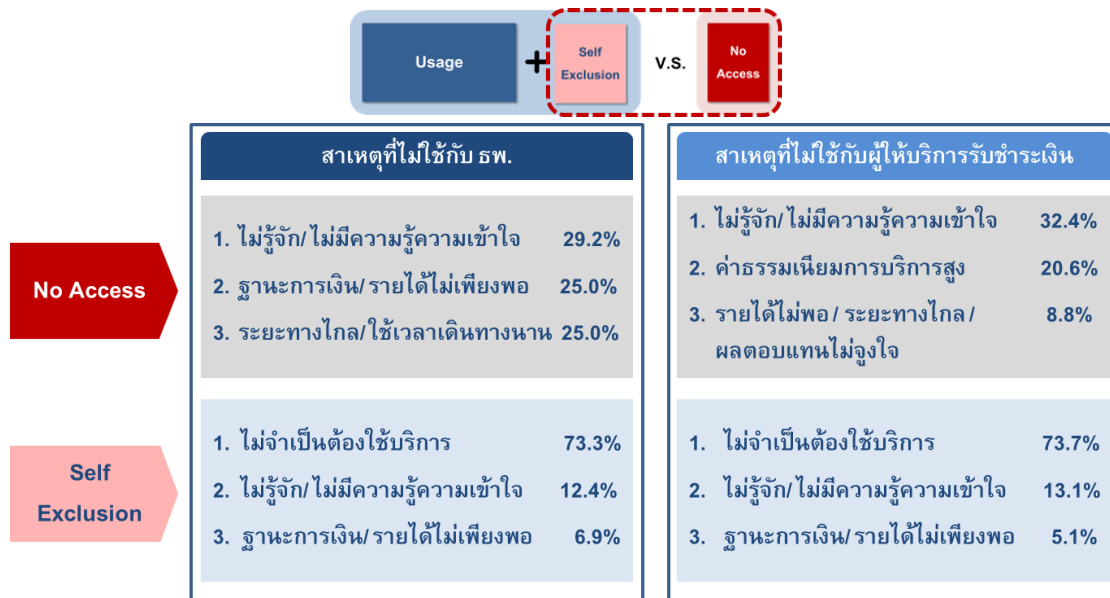 Usage
+
Self
Exclusion
V.S.
No
Access
สาเหตุที่ไม่ใช้กับ ธพ.
สาเหตุที่ไม่ใช้กับผู้ให้บริการรับชำระเงิน
No Access
1. ไม่รู้จัก/ ไม่มีความรู้ความเข้าใจ 29.2%
2. ฐานะการเงิน/ รายได้ไม่เพียงพอ 25.0%
3. ระยะทางไกล/ ใช้เวลาเดินทางนาน 25.0%
1. ไม่รู้จัก/ ไม่มีความรู้ความเข้าใจ 32.4%
2. ค่าธรรมเนียมการบริการสูง 20.6%
3. รายได้ไม่พอ / ระยะทางไกล / 8.8%
ผลตอบแทนไม่จูงใจ
Self
Exclusion
1. ไม่จำเป็นต้องใช้บริการ 73.3%
2. ไม่รู้จัก/ ไม่มีความรู้ความเข้าใจ 12.4%
3. ฐานะการเงิน/ รายได้ไม่เพียงพอ 6.9%
1. ไม่จำเป็นต้องใช้บริการ 73.7%
2. ไม่รู้จัก/ ไม่มีความรู้ความเข้าใจ 13.1%
3. ฐานะการเงิน/ รายได้ไม่เพียงพอ 5.1%